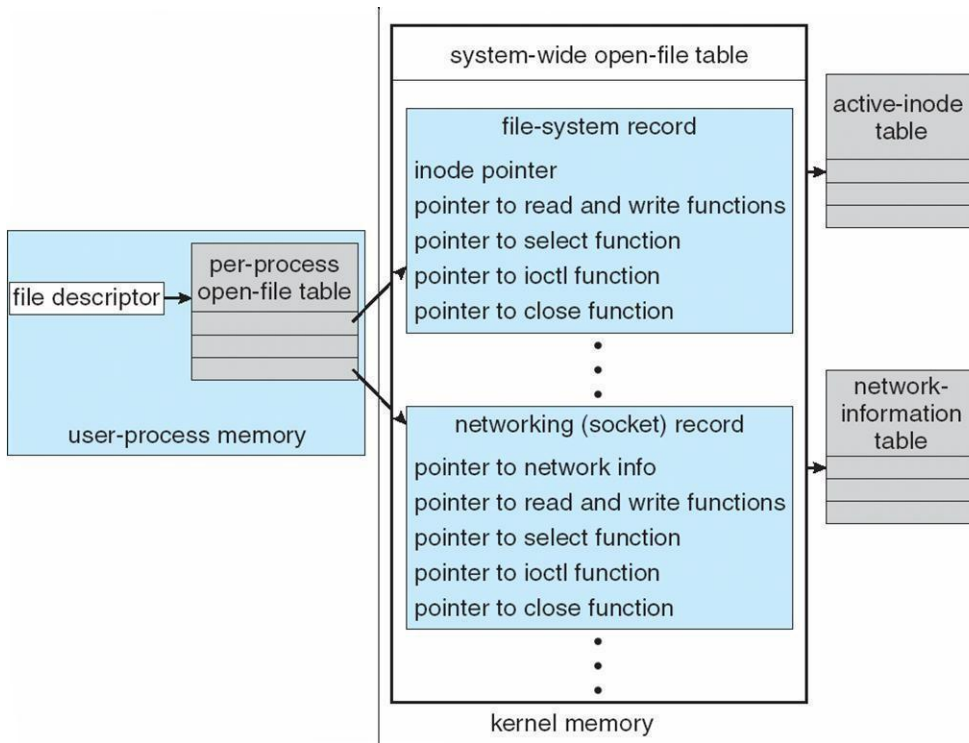 system-wide open-file table
file-system record
inode pointer
pointer to read and write functions
pointer to select function
pointer to ioctl function
pointer to close function
active-inode
table
per-process
open-file table
file descriptor
user-process memory
networking (socket) record
pointer to network info
pointer to read and write functions
pointer to select function
pointer to ioctl function
pointer to close function
network-
information
table
kernel memory